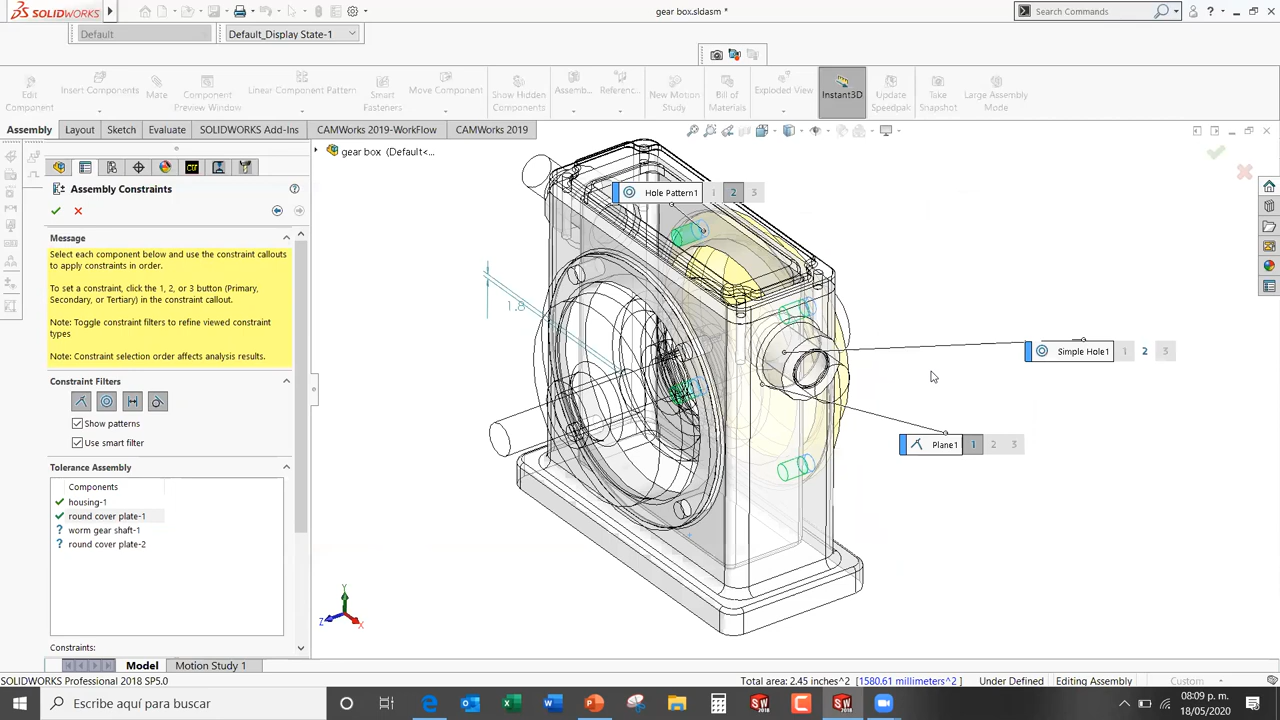 SOLIDWORKS
gear box.sldasm *
Search Commands
Default
Default_Display State-1
Edit
Component
Insert Components
Mate
Component
Preview Window
Linear Component Pattern
Smart
Fasteners
Move Component
Show Hidden
Components
Assemb...
Referenc...
New Motion
Study
Bill of
Materials
Exploded View
Instant3D
Update
Speedpak
Take
Snapshot
Large Assembly
Mode
Assembly
Layout
Sketch
Evaluate
SOLIDWORKS Add-Ins
CAMWorks 2019-WorkFlow
CAMWorks 2019
gear box (Default<...
Assembly Constraints
Message
Select each component below and use the constraint callouts
to apply constraints in order.
To set a constraint, click the 1, 2, or 3 button (Primary,
Secondary, or Tertiary) in the constraint callout.
Note: Toggle constraint filters to refine viewed constraint
types
Note: Constraint selection order affects analysis results.
Constraint Filters
Show patterns
Use smart filter
Tolerance Assembly
Components
housing-1
round cover plate-1
worm gear shaft-1
round cover plate-2
Constraints:
Hole Pattern1 1 2 3
1.8
Simple Hole1 1 2 3
Plane1 1 2 3
Y
Z
X
Model
Motion Study 1
SOLIDWORKS Professional 2018 SP5.0
Total area: 2.45 inches^2 [1580.61 millimeters^2 ]
Under Defined
Editing Assembly
Custom
Escribe aquí para buscar
08:09 p. m.
18/05/2020